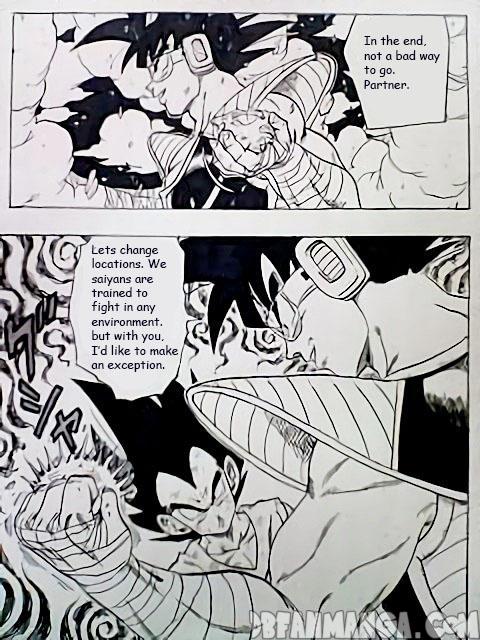 In the end,
not a bad way
to go.
Partner.
Lets change
locations. We
saiyans are
trained to
fight in any
environment.
but with you,
I'd like to make
an exception.
DBFANMANGA.COM